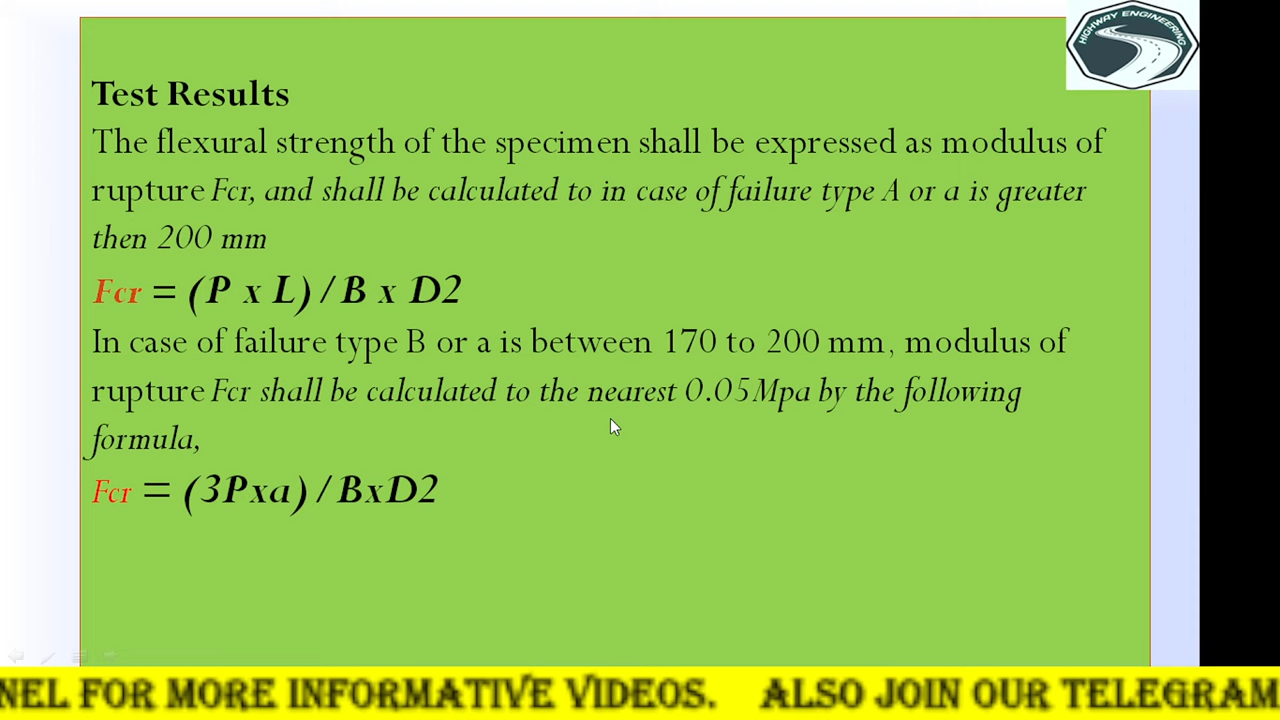 HIGHWAY ENGINEERING
Test Results
The flexural strength of the specimen shall be expressed as modulus of
rupture Fcr, and shall be calculated to in case of failure type A or a is greater
then 200 mm
Fcr = (P x L) / B x D2
In case of failure type B or a is between 170 to 200 mm, modulus of
rupture Fcr shall be calculated to the nearest 0.05Mpa by the following
formula,
Fcr = (3Pxa) / BxD2
NEL FOR MORE INFORMATIVE VIDEOS. ALSO JOIN OUR TELEGRAM